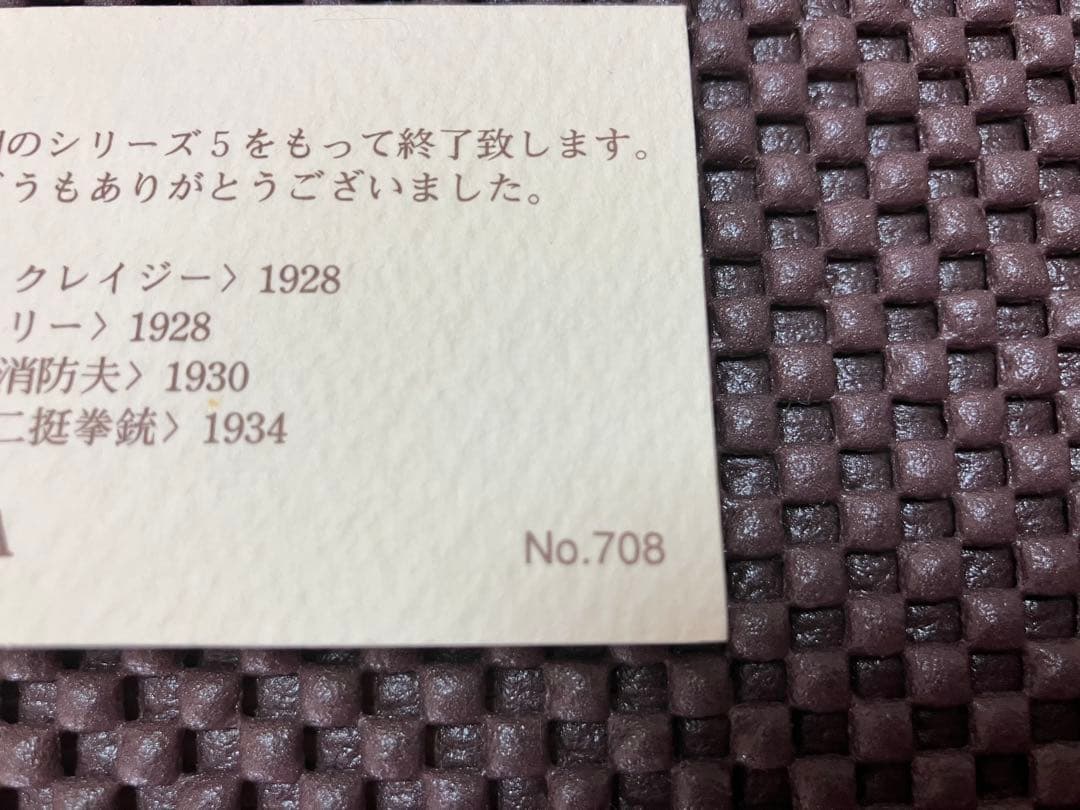 のシリーズ5をもって終了致します。
うもありがとうございました。
クレイジー〉1928
リー〉1928
消防夫〉1930
二挺拳銃〉1934
No.708